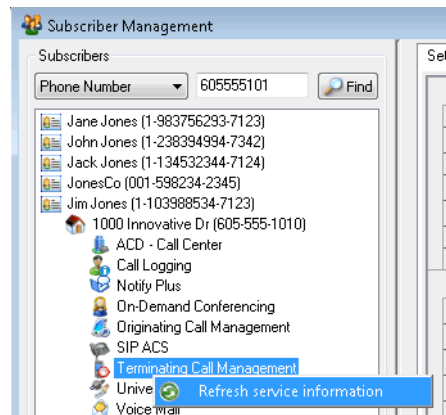 Subscriber Management
Subscribers
Phone Number 605555101 Find
Jane Jones (1-983756293-7123)
John Jones (1-238394994-7342)
Jack Jones (1-134532344-7124)
JonesCo (001-598234-2345)
Jim Jones (1-103988534-7123)
1000 Innovative Dr (605-555-1010)
ACD - Call Center
Call Logging
Notify Plus
On-Demand Conferencing
Originating Call Management
SIP ACS
Terminating Call Management
Refresh service information
Voice Mail